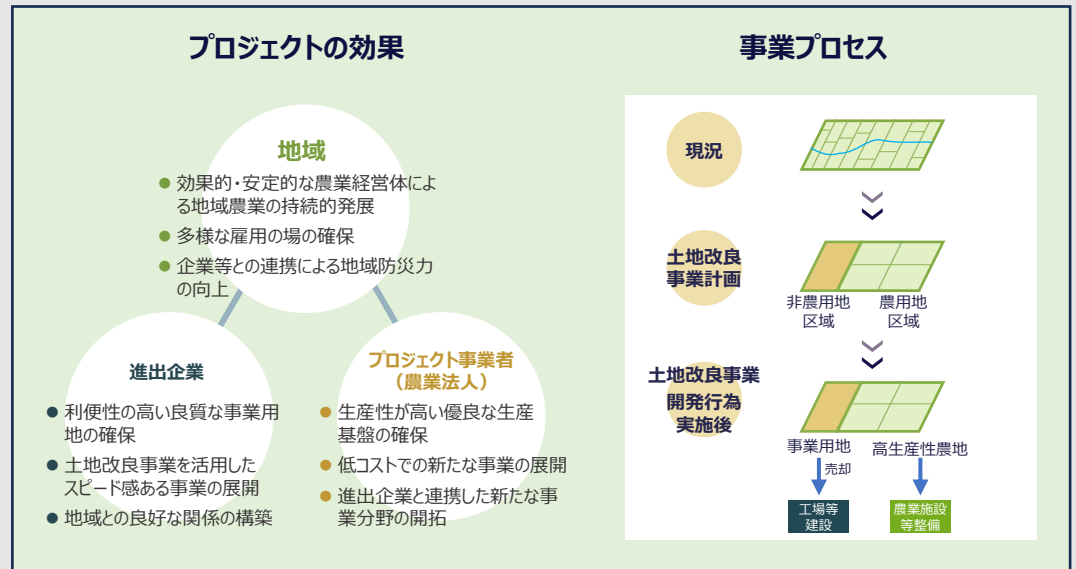 プロジェクトの効果
地域
● 効果的・安定的な農業経営体によ
る地域農業の持続的発展
● 多様な雇用の場の確保
● 企業等との連携による地域防災力
の向上
進出企業
● 利便性の高い良質な事業用
地の確保
● 土地改良事業を活用した
スピード感ある事業の展開
● 地域との良好な関係の構築
プロジェクト事業者
（農業法人）
● 生産性が高い優良な生産
基盤の確保
● 低コストでの新たな事業の展開
● 進出企業と連携した新たな事
業分野の開拓
事業プロセス
現況
土地改良
事業計画
非農用地
区域
農用地
区域
土地改良事業
開発行為
実施後
事業用地
高生産性農地
売却
工場等
建設
農業施設
等整備